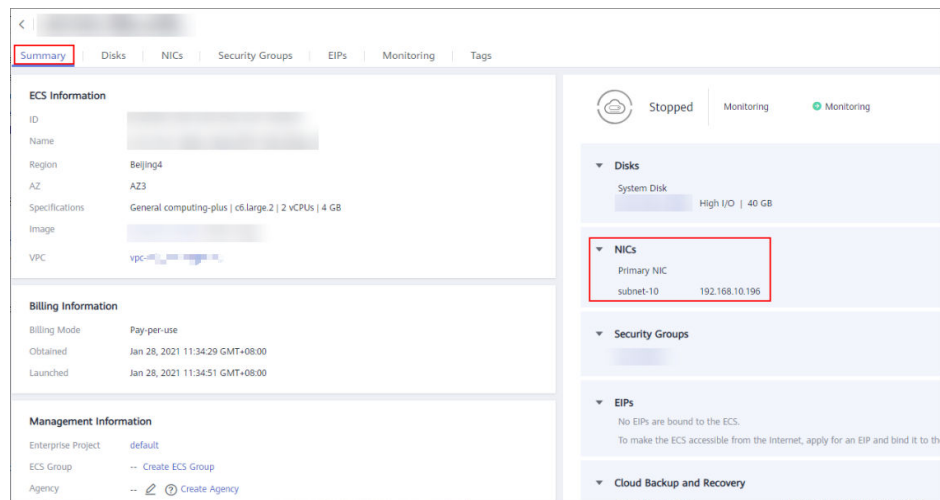 Summary Disks NICs Security Groups EIPs Monitoring Tags
ECS Information
ID
Name
Region Beijing4
AZ AZ3
Specifications General computing-plus | c6.large.2 | 2 vCPUs | 4 GB
Image
VPC vpc-
Billing Information
Billing Mode Pay-per-use
Obtained Jan 28, 2021 11:34:29 GMT+08:00
Launched Jan 28, 2021 11:34:51 GMT+08:00
Management Information
Enterprise Project default
ECS Group -- Create ECS Group
Agency -- Create Agency
Stopped Monitoring Monitoring
Disks
System Disk
High I/O | 40 GB
NICs
Primary NIC
subnet-10 192.168.10.196
Security Groups
EIPs
No EIPs are bound to the ECS.
To make the ECS accessible from the Internet, apply for an EIP and bind it to the
Cloud Backup and Recovery